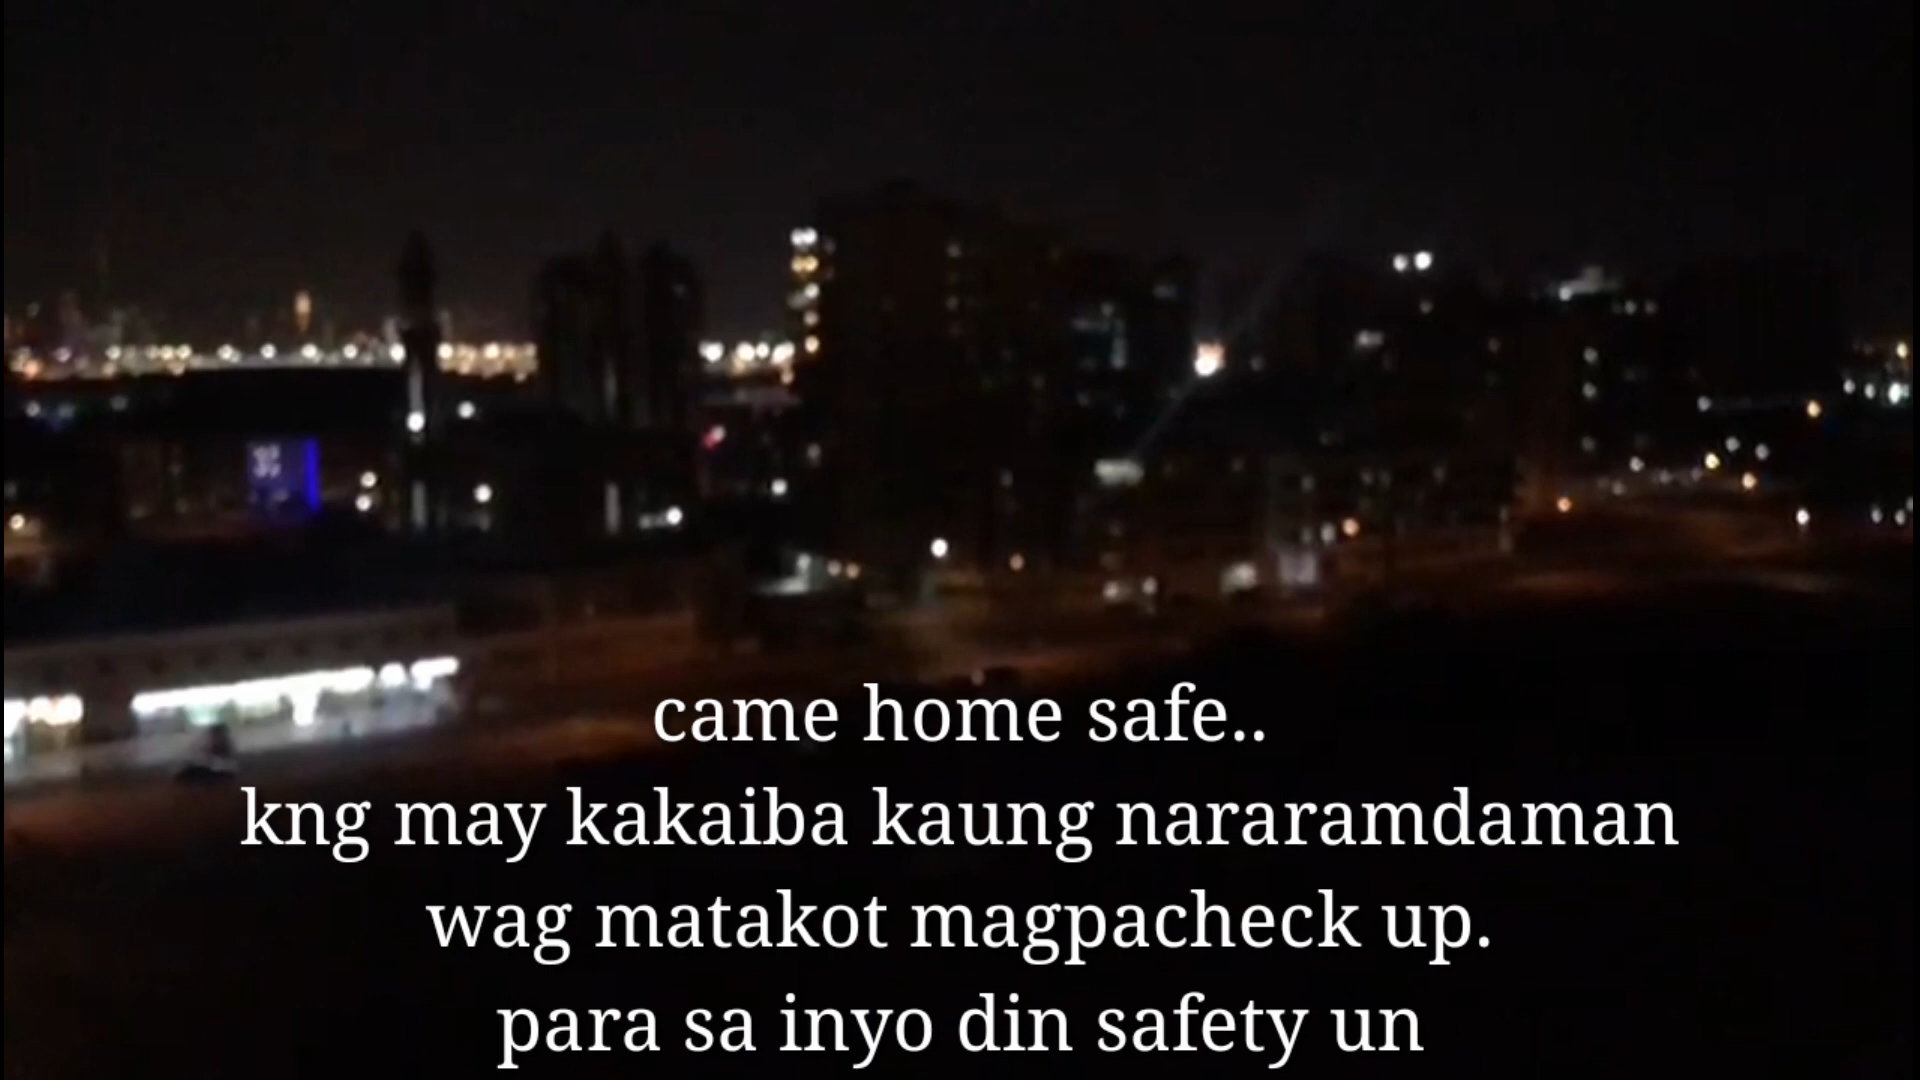 came home safe..
kng may kakaiba kaung nararamdaman
wag matakot magpacheck up.
para sa inyo din safety un